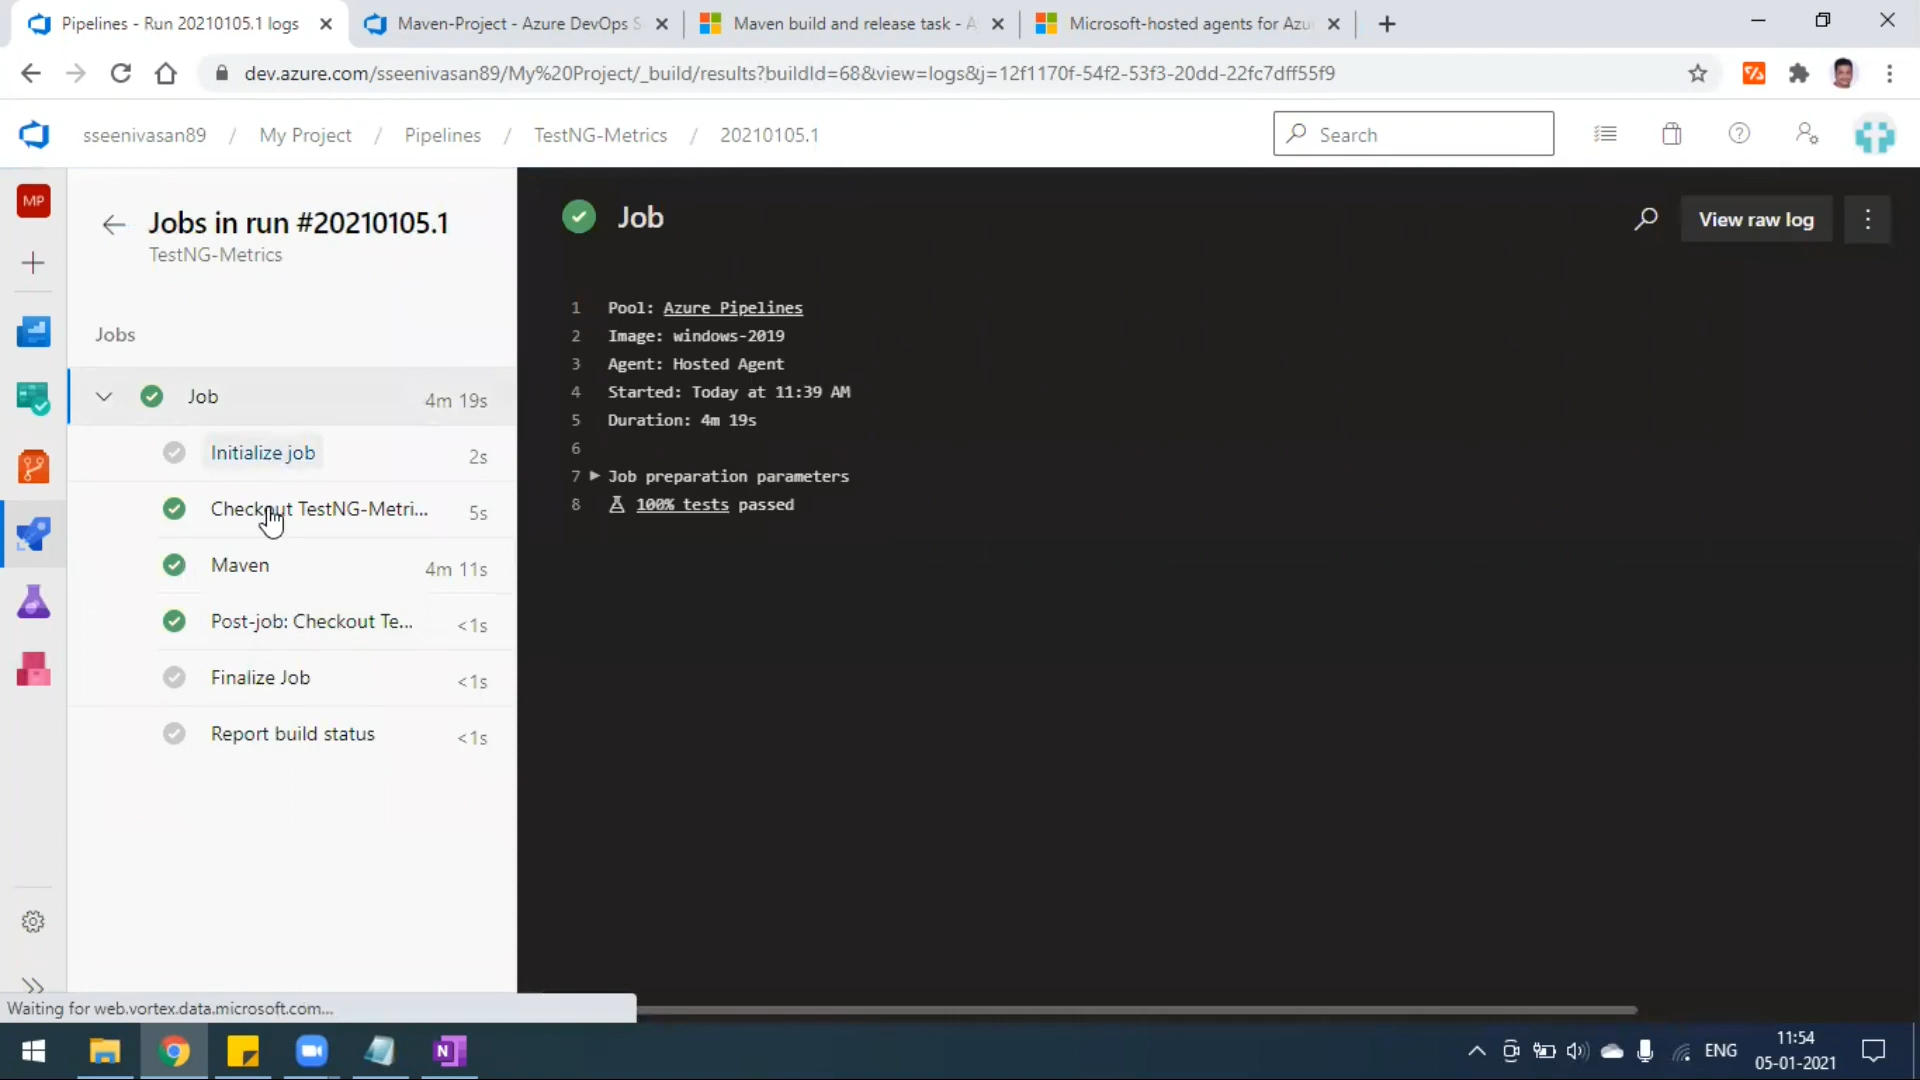 Pipelines - Run 20210105.1 logs
Maven-Project - Azure DevOps S
Maven build and release task - A
Microsoft-hosted agents for Azu
dev.azure.com/sseenivasan89/My%20Project/_build/results?buildId=68&view=logs&j=12f1170f-54f2-53f3-20dd-22fc7dff55f9
sseenivasan89 / My Project / Pipelines / TestNG-Metrics / 20210105.1
Search
MP
Jobs in run #20210105.1
TestNG-Metrics
Jobs
Job 4m 19s
Initialize job 2s
Checkout TestNG-Metri... 5s
Maven 4m 11s
Post-job: Checkout Te... <1s
Finalize Job <1s
Report build status <1s
Job
View raw log
1 Pool: Azure Pipelines
2 Image: windows-2019
3 Agent: Hosted Agent
4 Started: Today at 11:39 AM
5 Duration: 4m 19s
6
7 Job preparation parameters
8 100% tests passed
Waiting for web.vortex.data.microsoft.com...
N
ENG
11:54
05-01-2021